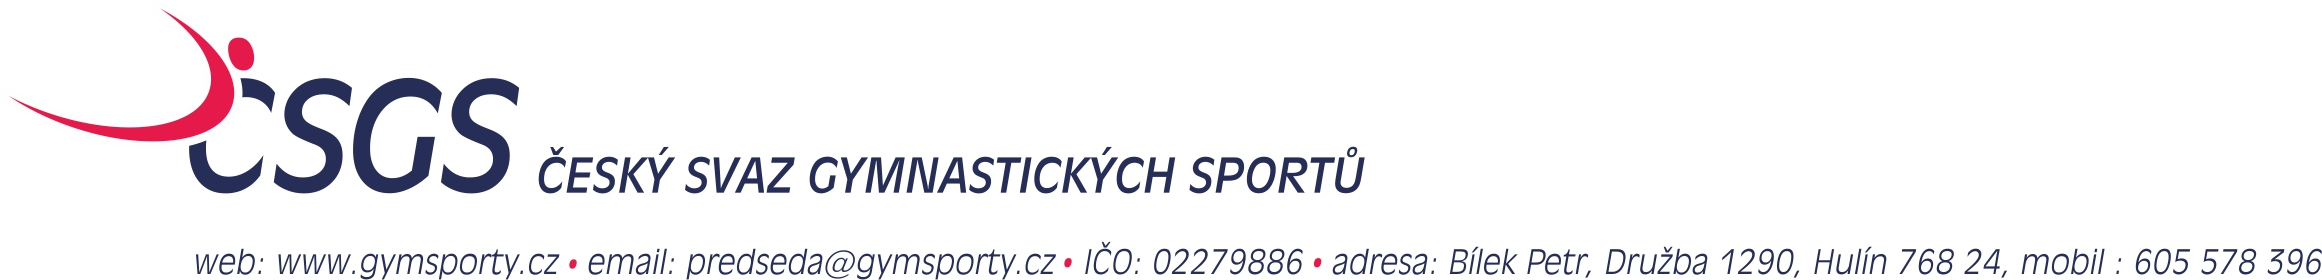 ČSGS ČESKÝ SVAZ GYMNASTICKÝCH SPORTŮ
web: www.gymsporty.cz • email: predseda@gymsporty.cz • IČO: 02279886 • adresa: Bílek Petr, Družba 1290, Hulín 768 24, mobil : 605 578 396